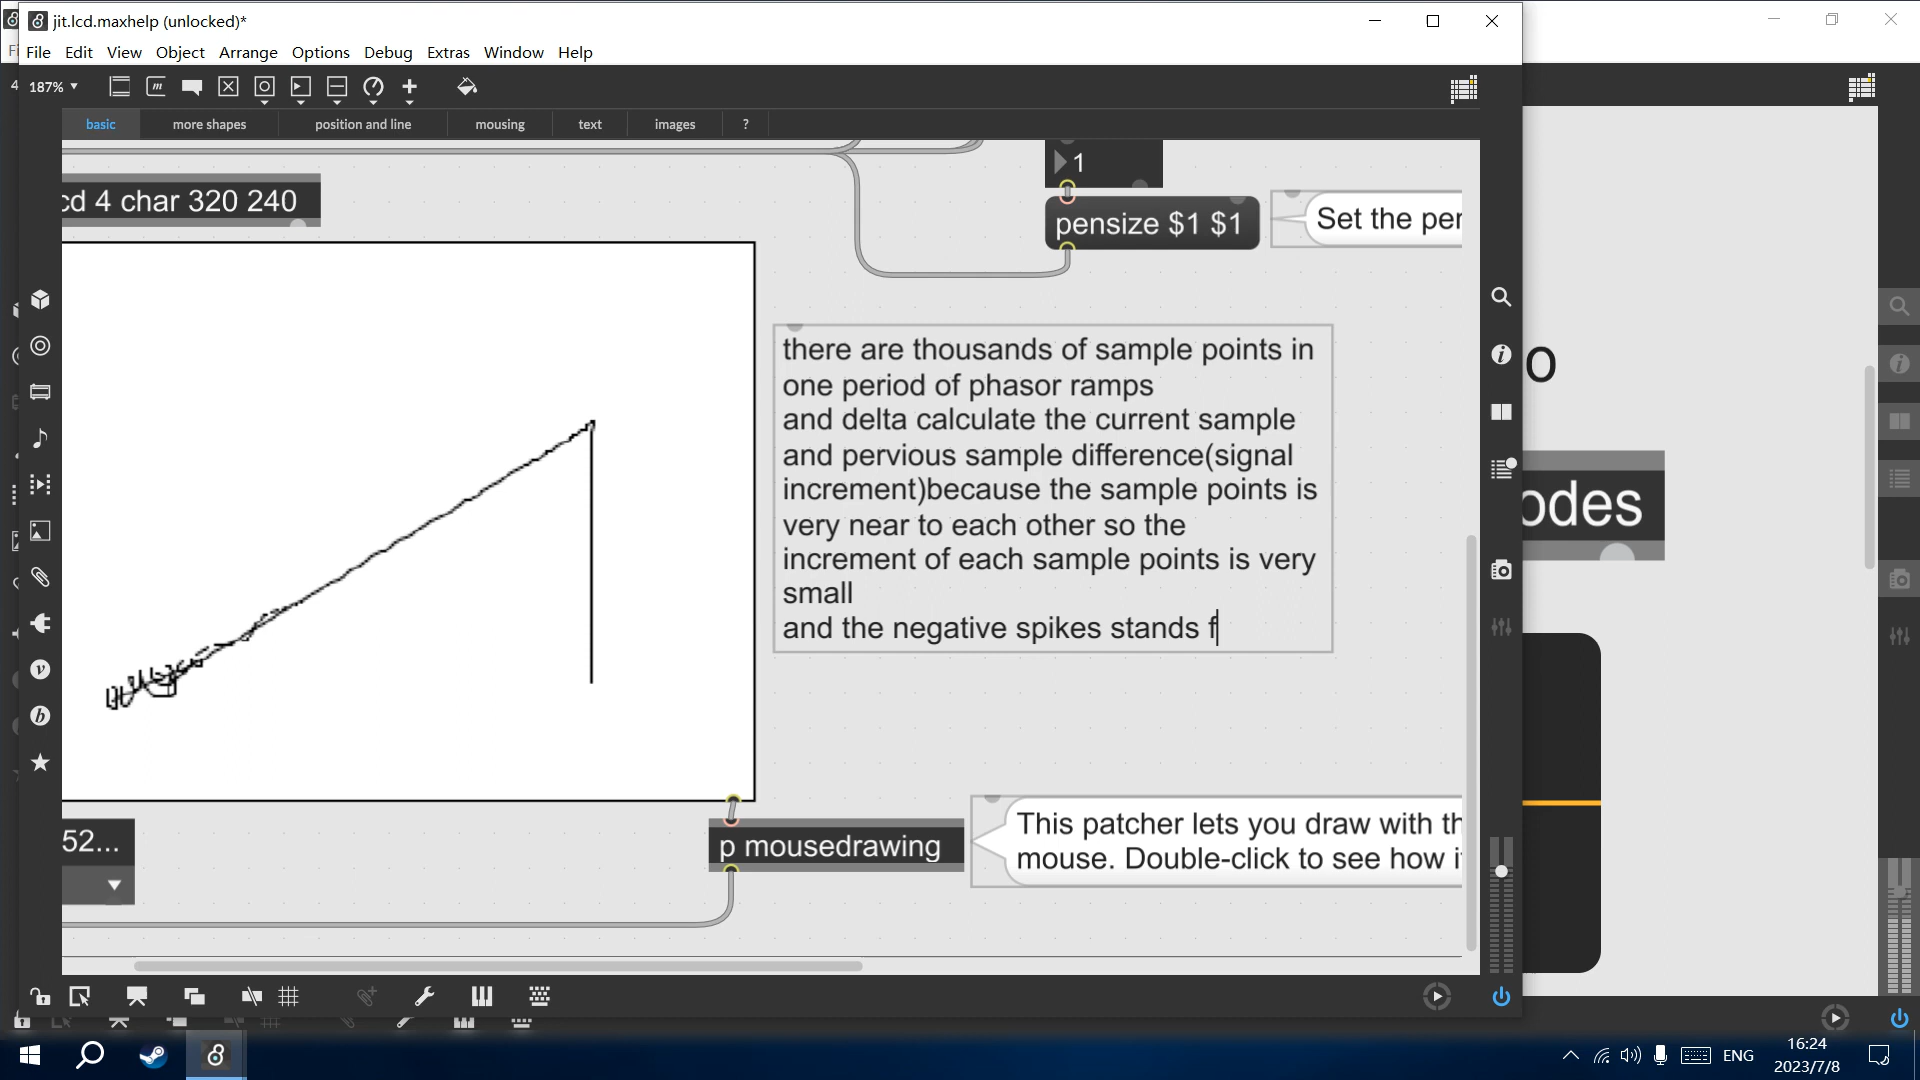 jit.lcd.maxhelp (unlocked)*
File Edit View Object Arrange Options Debug Extras Window Help
187%
basic more shapes position and line mousing text images ?
1
cd 4 char 320 240
pensize $1 $1
Set the per
there are thousands of sample points in
one period of phasor ramps
and delta calculate the current sample
and pervious sample difference(signal
increment)because the sample points is
very near to each other so the
increment of each sample points is very
small
and the negative spikes stands f
o
odes
This patcher lets you draw with th
mouse. Double-click to see how i
52...
p mousedrawing
ENG
16:24
2023/7/8